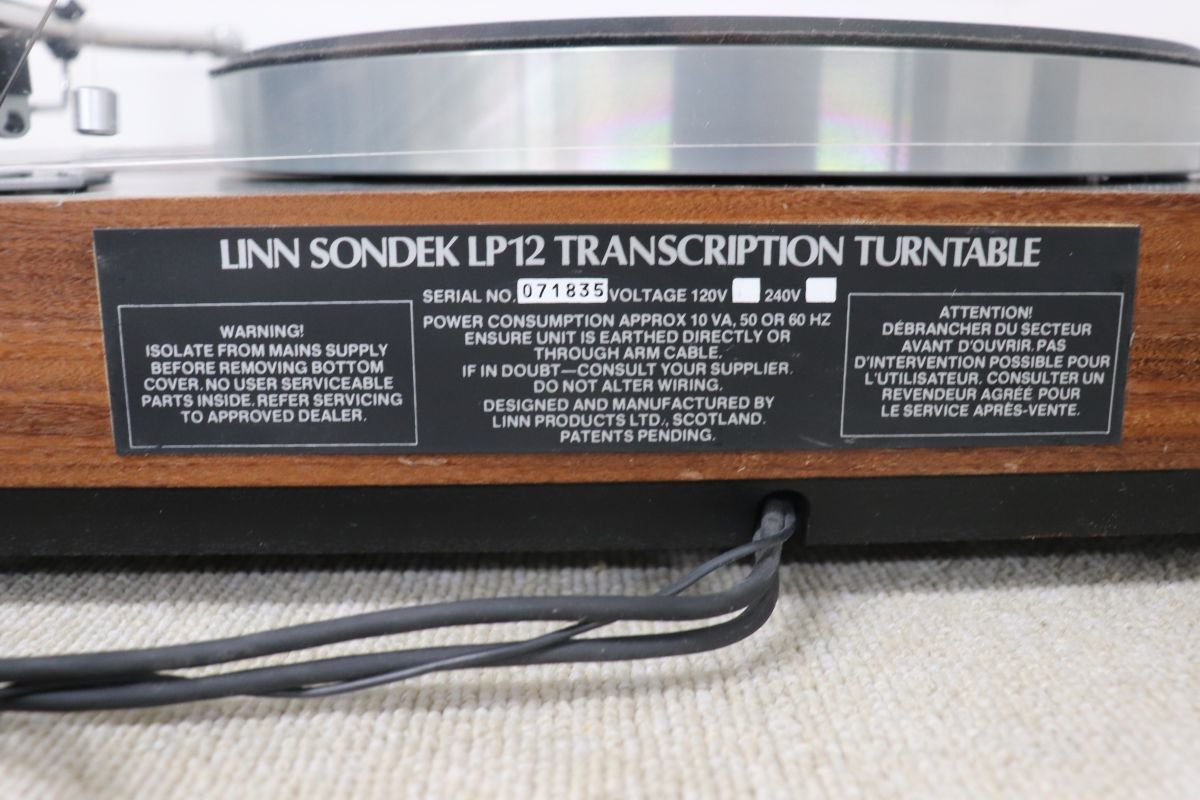 LINN SONDEK LP12 TRANSCRIPTION TURNTABLE
SERIAL NO. 071835 VOLTAGE 120V 240V
POWER CONSUMPTION APPROX 10 VA, 50 OR 60 HZ
ENSURE UNIT IS EARTHED DIRECTLY OR
THROUGH ARM CABLE.
IF IN DOUBT—CONSULT YOUR SUPPLIER.
DO NOT ALTER WIRING.
DESIGNED AND MANUFACTURED BY
LINN PRODUCTS LTD., SCOTLAND.
PATENTS PENDING.
WARNING!
ISOLATE FROM MAINS SUPPLY
BEFORE REMOVING BOTTOM
COVER. NO USER SERVICEABLE
PARTS INSIDE. REFER SERVICING
TO APPROVED DEALER.
ATTENTION!
DÉBRANCHER DU SECTEUR
AVANT D'OUVRIR. PAS
D'INTERVENTION POSSIBLE POUR
L'UTILISATEUR. CONSULTER UN
REVENDEUR AGRÉÉ POUR
LE SERVICE APRÈS-VENTE.